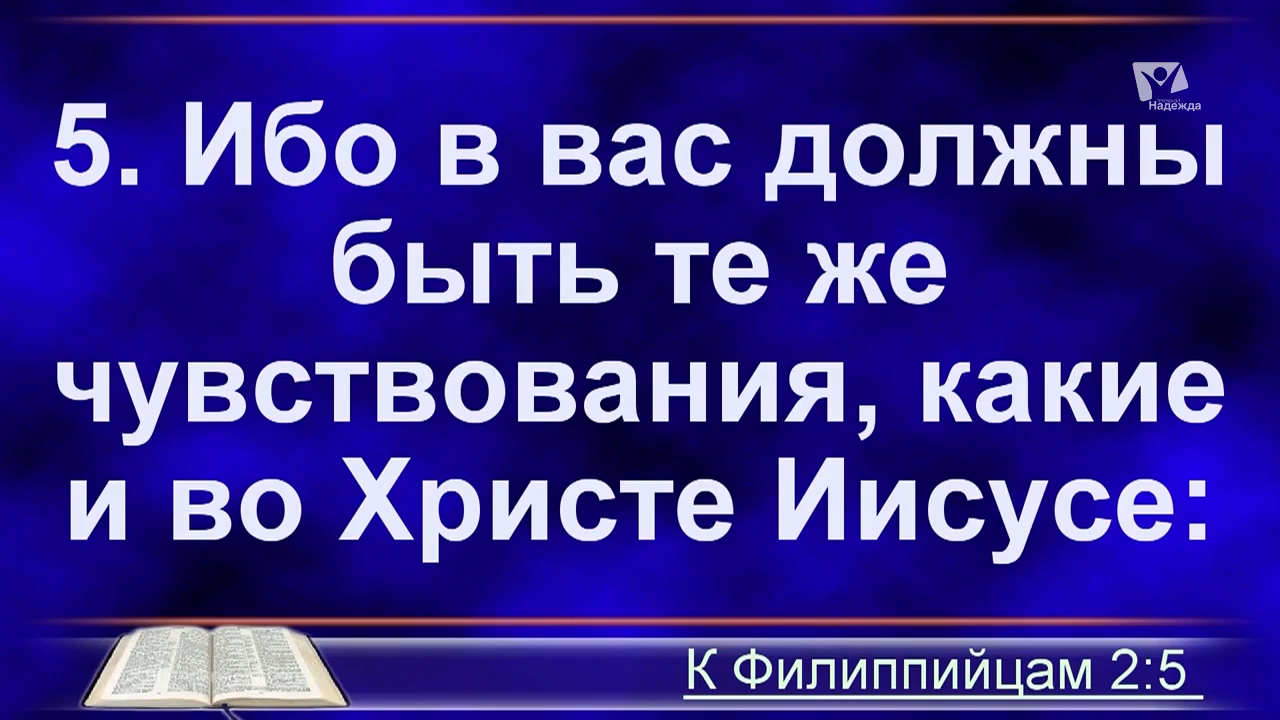 Надежда
5. Ибо в вас должны
быть те же
чувствования, какие
и во Христе Иисусе:
К Филиппийцам 2:5